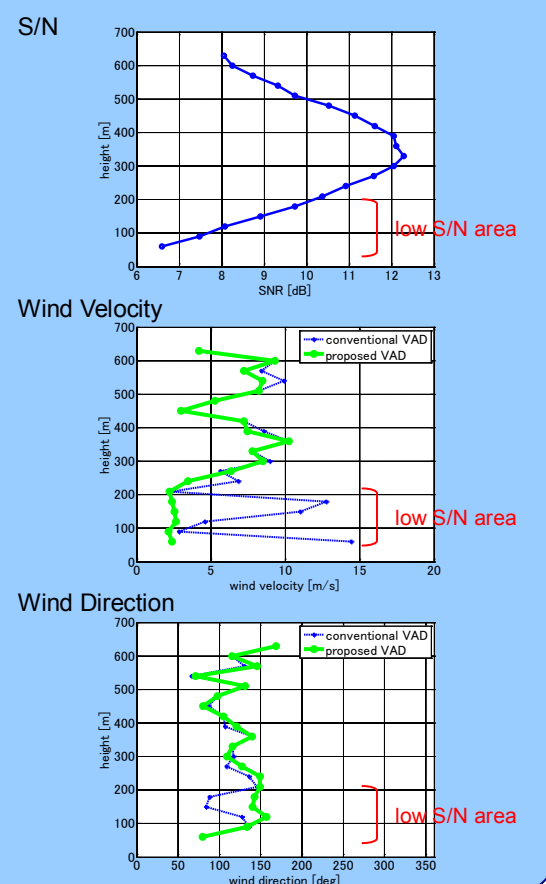 S/N
700
600
500
400
300
200
100
0
height [m]
low S/N area
6 7 8 9 10 11 12 13
SNR [dB]
Wind Velocity
700
600
500
400
300
200
100
0
height [m]
conventional VAD
proposed VAD
low S/N area
0 5 10 15 20
wind velocity [m/s]
Wind Direction
700
600
500
400
300
200
100
0
height [m]
conventional VAD
proposed VAD
low S/N area
0 50 100 150 200 250 300 350
wind direction [deg]